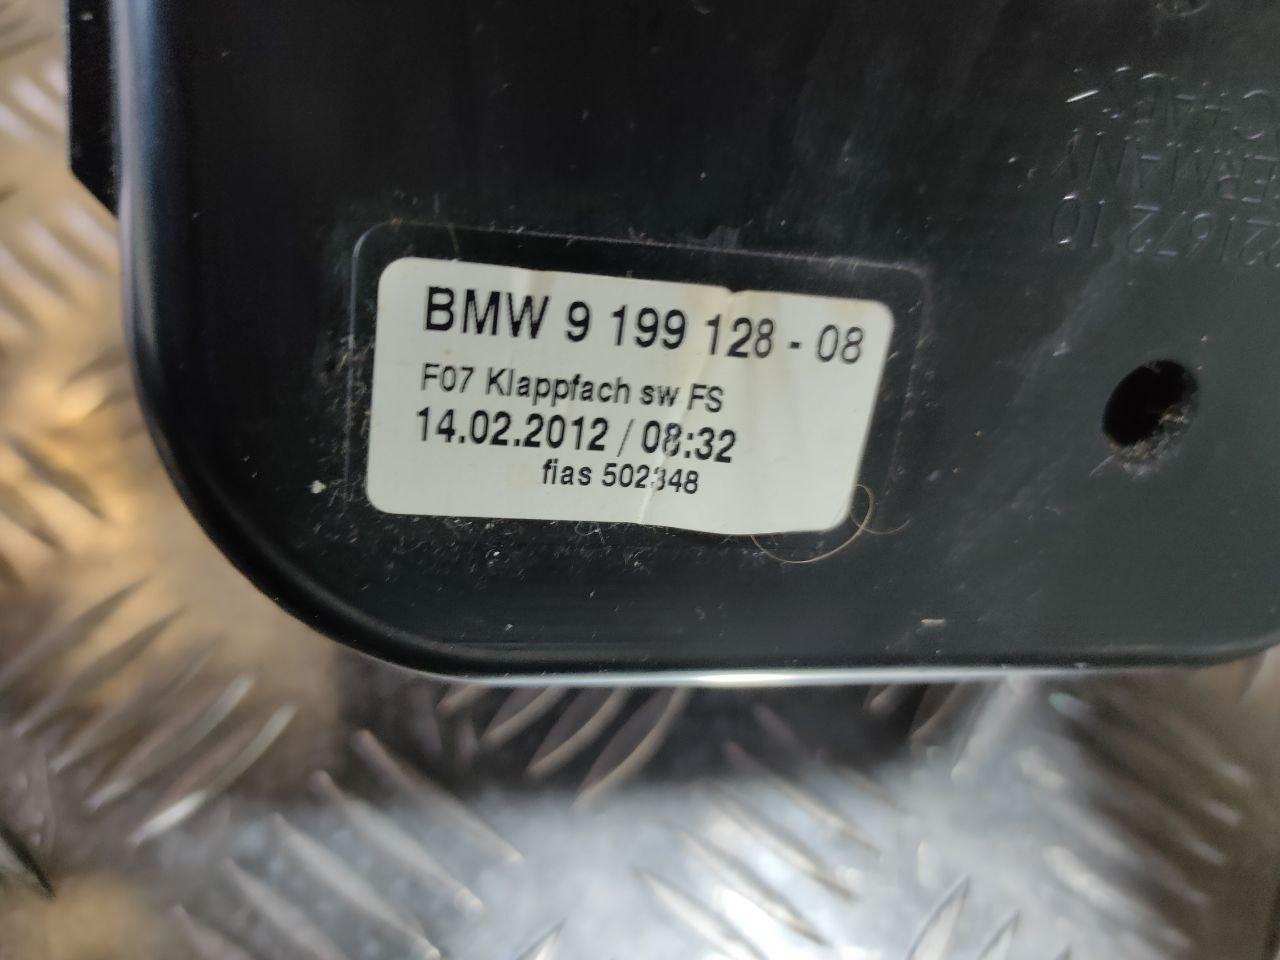 BMW 9 199 128 - 08
F07 Klappfach sw FS
14.02.2012 / 08:32
fias 502348